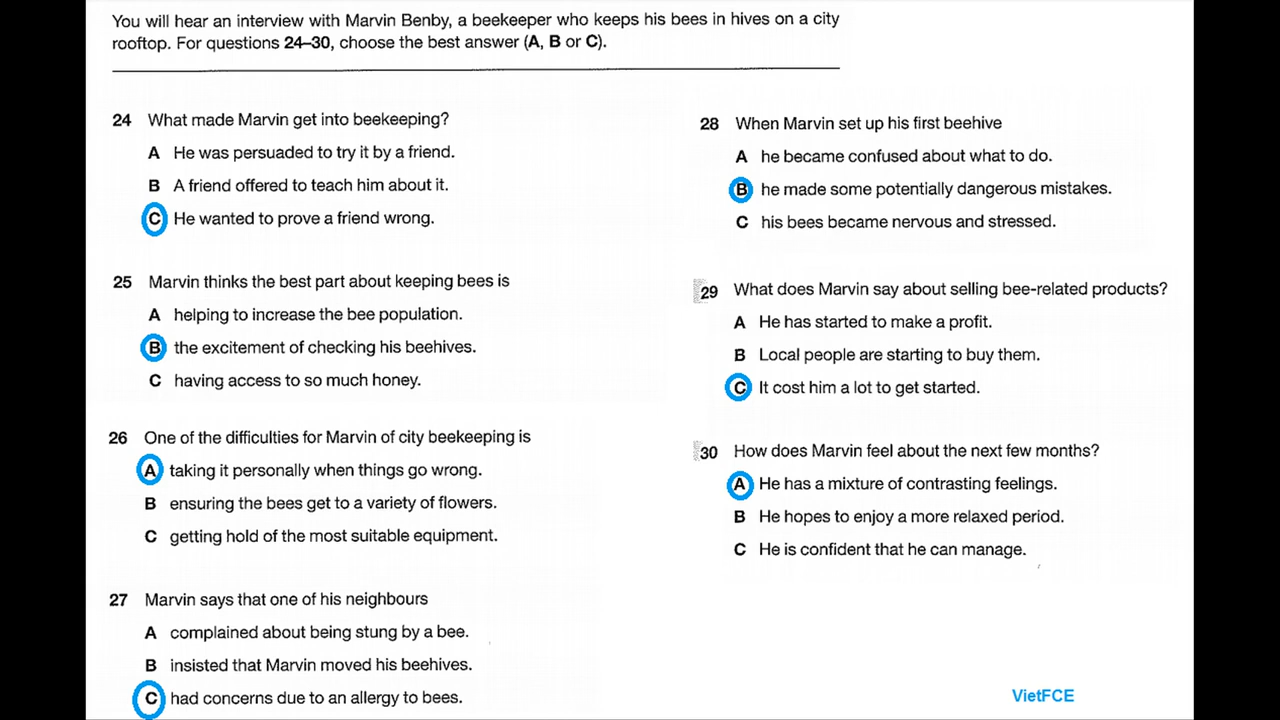 You will hear an interview with Marvin Benby, a beekeeper who keeps his bees in hives on a city
rooftop. For questions 24–30, choose the best answer (A, B or C).
24 What made Marvin get into beekeeping?
A He was persuaded to try it by a friend.
B A friend offered to teach him about it.
C He wanted to prove a friend wrong.
25 Marvin thinks the best part about keeping bees is
A helping to increase the bee population.
B the excitement of checking his beehives.
C having access to so much honey.
26 One of the difficulties for Marvin of city beekeeping is
A taking it personally when things go wrong.
B ensuring the bees get to a variety of flowers.
C getting hold of the most suitable equipment.
27 Marvin says that one of his neighbours
A complained about being stung by a bee.
B insisted that Marvin moved his beehives.
C had concerns due to an allergy to bees.
28 When Marvin set up his first beehive
A he became confused about what to do.
B he made some potentially dangerous mistakes.
C his bees became nervous and stressed.
29 What does Marvin say about selling bee-related products?
A He has started to make a profit.
B Local people are starting to buy them.
C It cost him a lot to get started.
30 How does Marvin feel about the next few months?
A He has a mixture of contrasting feelings.
B He hopes to enjoy a more relaxed period.
C He is confident that he can manage.
VietFCE